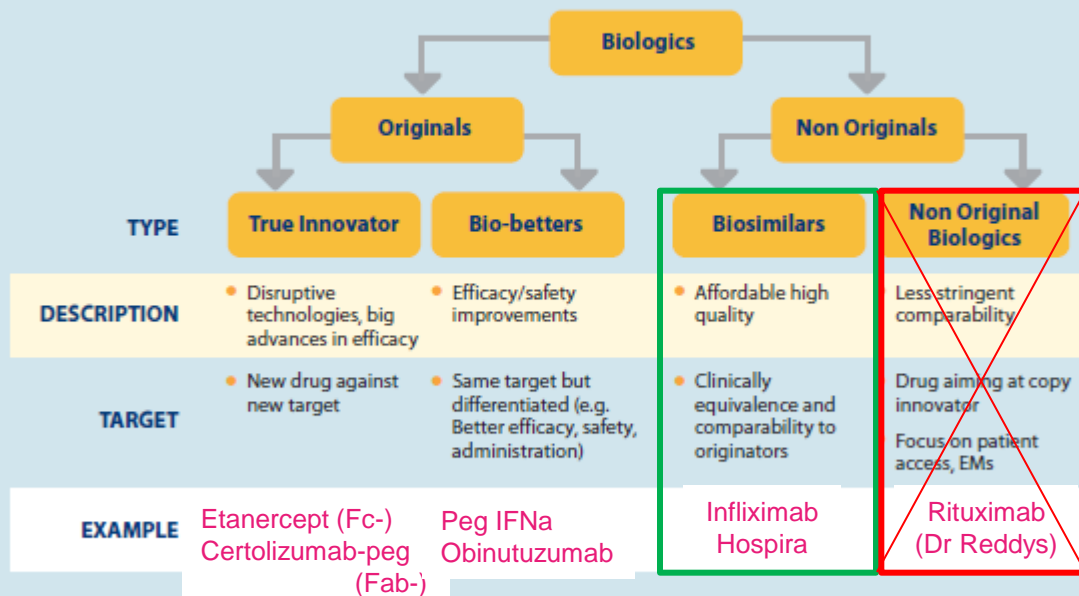 Biologics
Originals
Non Originals
TYPE
True Innovator
Bio-betters
Biosimilars
Non Original
Biologics
DESCRIPTION
• Disruptive
technologies, big
advances in efficacy
• Efficacy/safety
improvements
• Affordable high
quality
Less stringent
comparability
TARGET
• New drug against
new target
• Same target but
differentiated (e.g.
Better efficacy, safety,
administration)
• Clinically
equivalence and
comparability to
originators
• Drug aiming at copy
innovator
• Focus on patient
access, EMs
EXAMPLE
Etanercept (Fc-)
Certolizumab-peg
(Fab-)
Peg IFNa
Obinutuzumab
Infliximab
Hospira
Rituximab
(Dr Reddys)